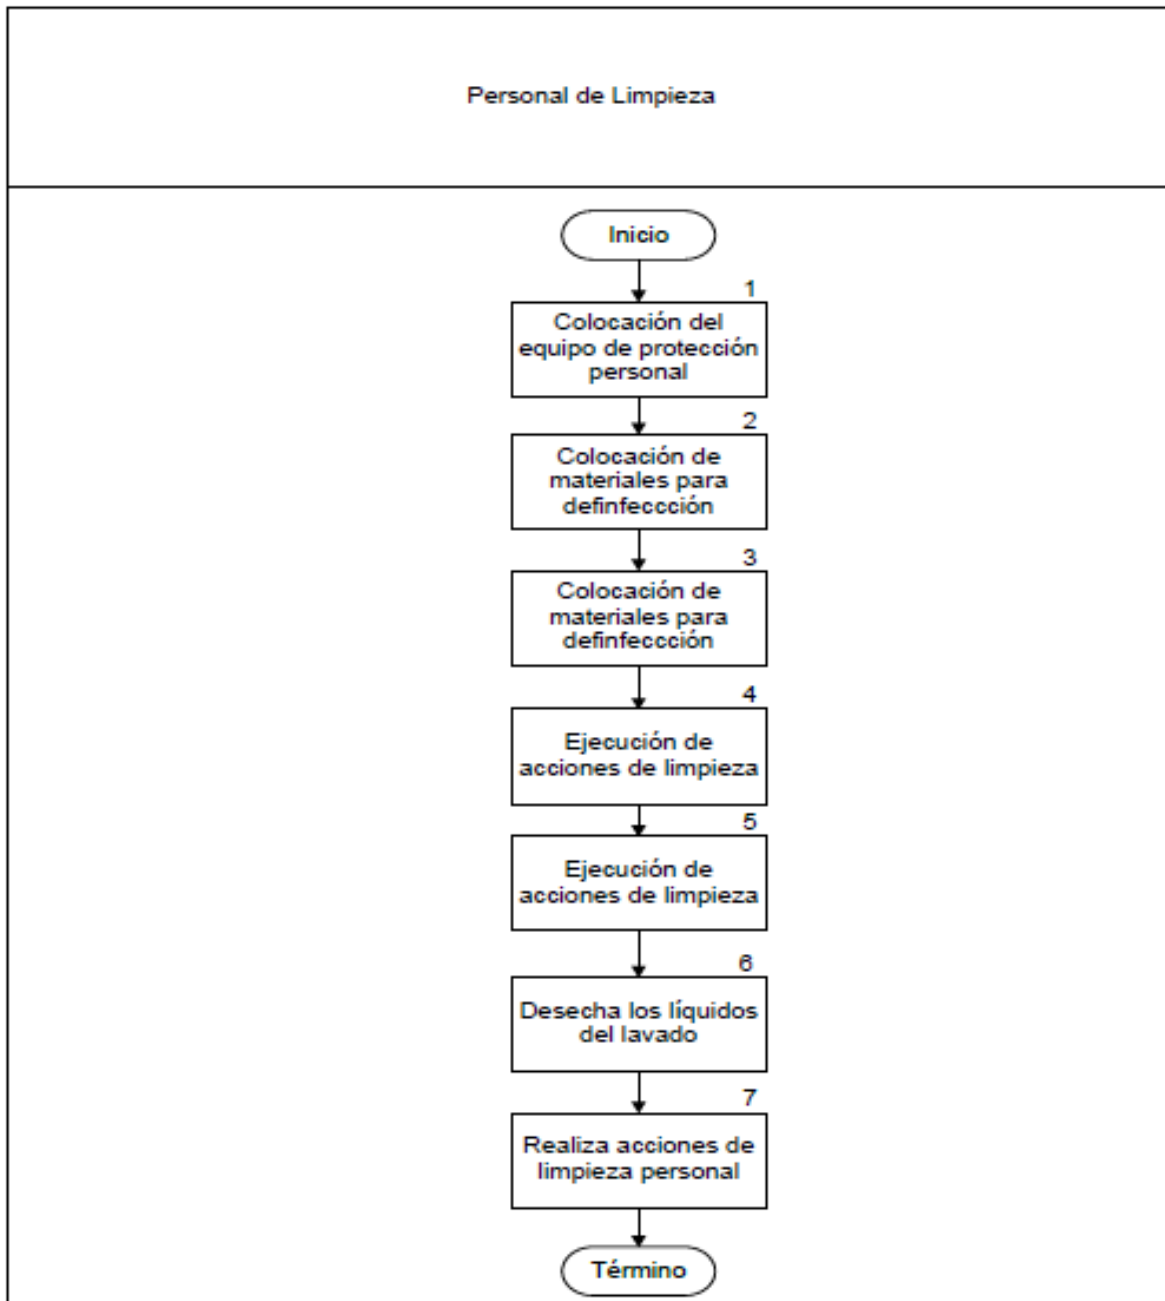 Personal de Limpieza
Inicio
1
Colocación del
equipo de protección
personal
2
Colocación de
materiales para
definfeccción
3
Colocación de
materiales para
definfeccción
4
Ejecución de
acciones de limpieza
5
Ejecución de
acciones de limpieza
6
Desecha los líquidos
del lavado
7
Realiza acciones de
limpieza personal
Término